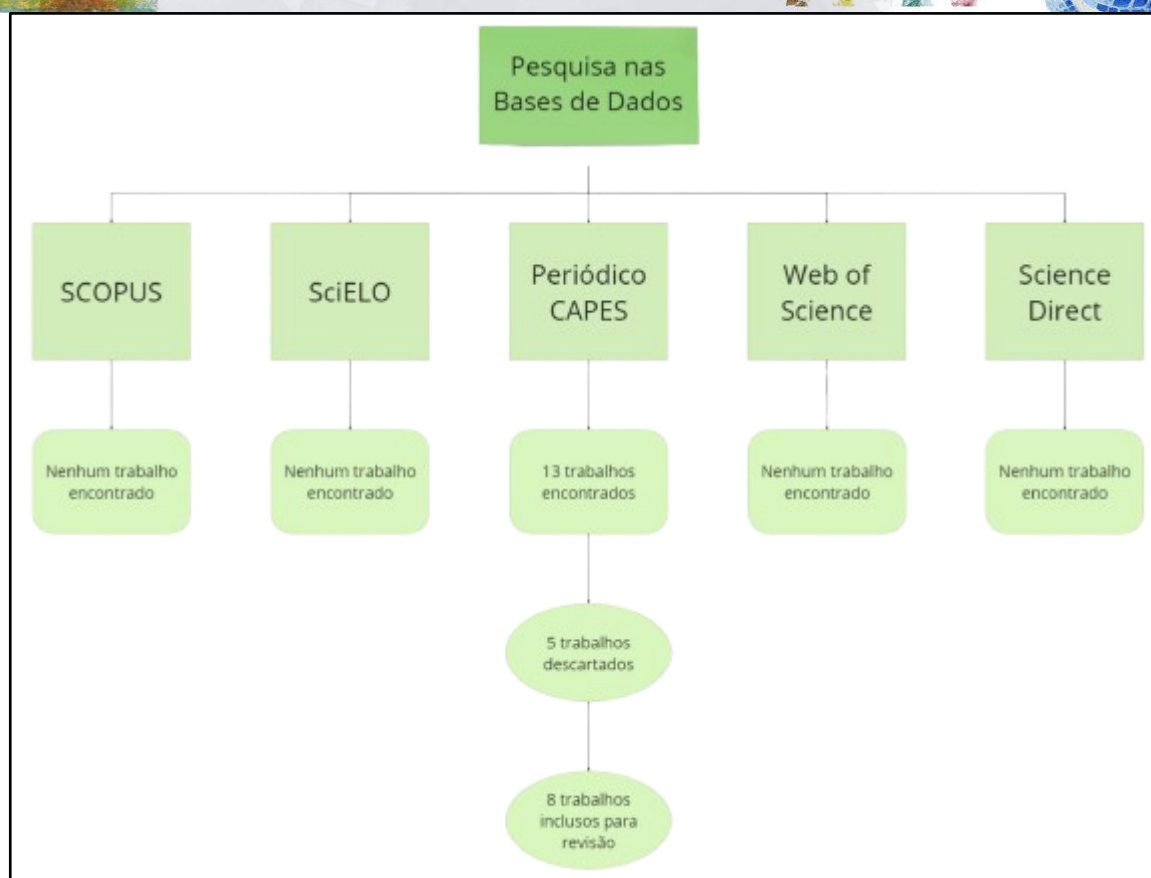 Pesquisa nas
Bases de Dados
SCOPUS
SciELO
Periódico
CAPES
Web of
Science
Science
Direct
Nenhum trabalho
encontrado
Nenhum trabalho
encontrado
13 trabalhos
encontrados
Nenhum trabalho
encontrado
Nenhum trabalho
encontrado
5 trabalhos
descartados
8 trabalhos
inclusos para
revisão